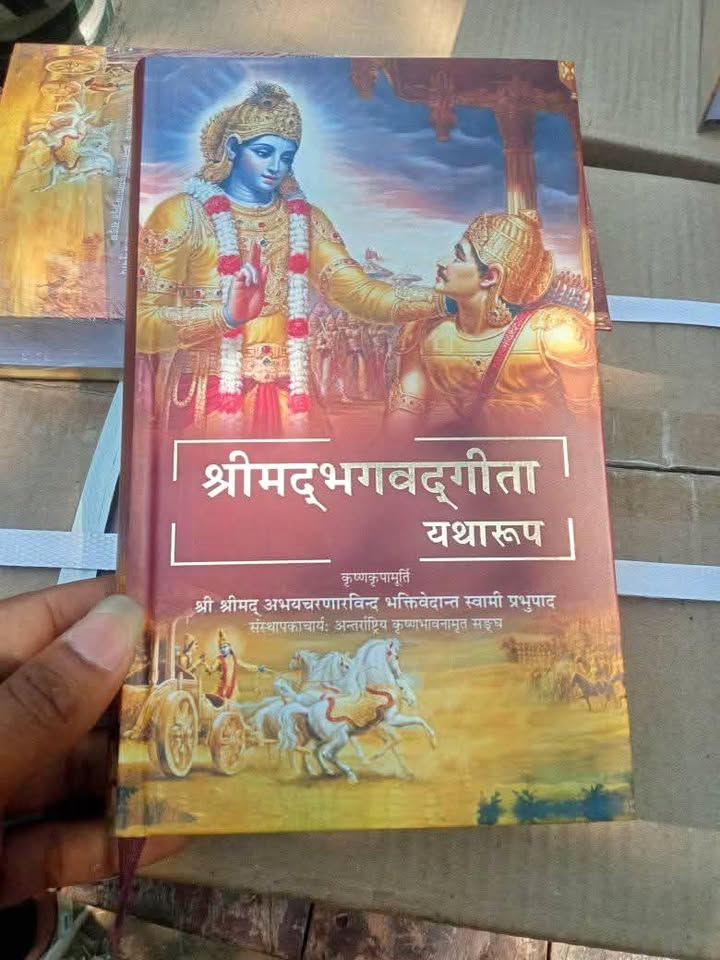 श्रीमद्भगवद्गीता
यथारूप
कृष्णकृपामूर्ति
श्री श्रीमद् अभयचरणारविन्द भक्तिवेदान्त स्वामी प्रभुपाद
संस्थापकाचार्य: अन्तर्राष्ट्रिय कृष्णभावनामृत सङ्घ